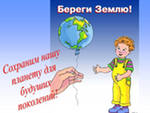 Береги Землю!
Сохраним нашу
планету для
будущих
поколений!